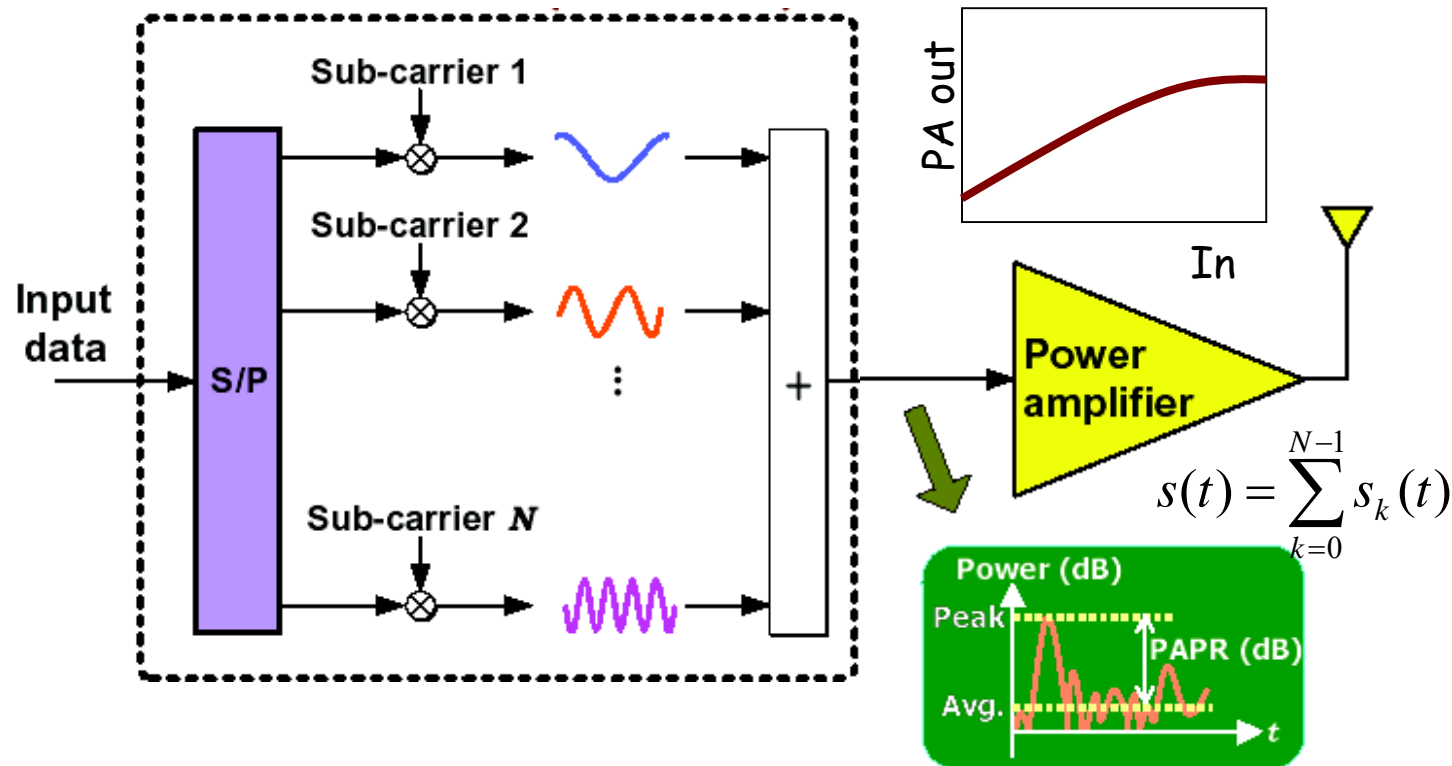 Sub-carrier 1
Sub-carrier 2
Input
data
S/P
⋮
+
Sub-carrier N
PA out
In
Power
amplifier
s(t) = \sum_{k=0}^{N-1} s_k(t)
Power (dB)
Peak
PAPR (dB)
Avg.
t